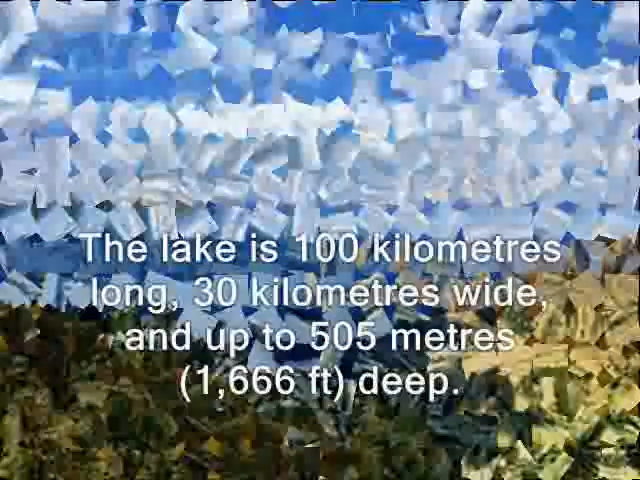 The lake is 100 kilometres
long, 30 kilometres wide,
and up to 505 metres
(1,666 ft) deep.